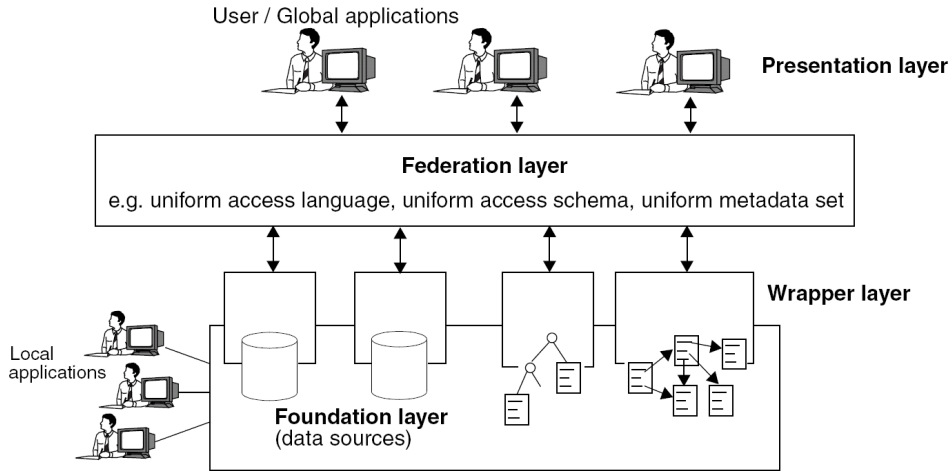 User / Global applications
Presentation layer
Federation layer
e.g. uniform access language, uniform access schema, uniform metadata set
Wrapper layer
Local
applications
Foundation layer
(data sources)